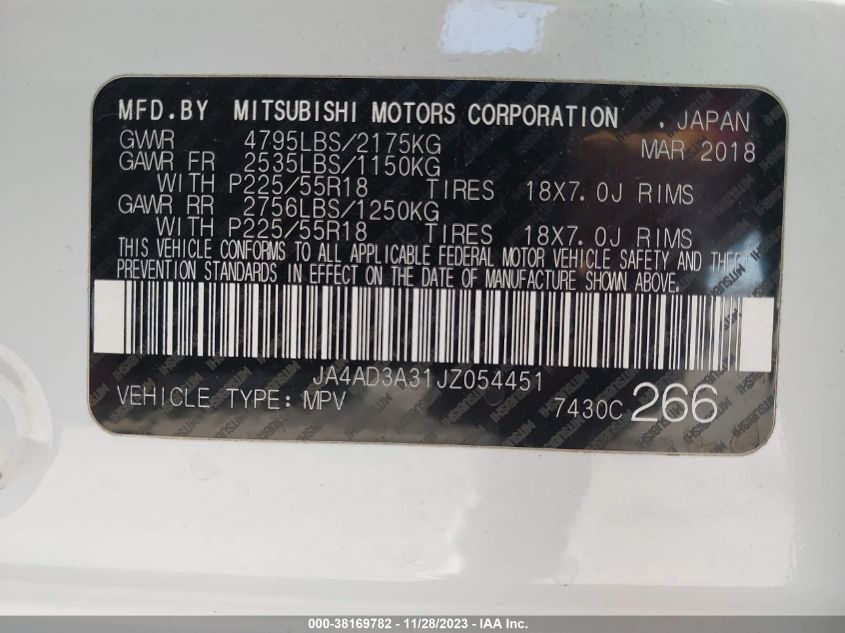 MFD.BY MITSUBISHI MOTORS CORPORATION . JAPAN
GVWR 4795LBS/2175KG MAR 2018
GAWR FR 2535LBS/1150KG
WITH P225/55R18 TIRES 18X7.0J RIMS
GAWR RR 2756LBS/1250KG
WITH P225/55R18 TIRES 18X7.0J RIMS
THIS VEHICLE CONFORMS TO ALL APPLICABLE FEDERAL MOTOR VEHICLE SAFETY AND THEFT
PREVENTION STANDARDS IN EFFECT ON THE DATE OF MANUFACTURE SHOWN ABOVE.
JA4AD3A31JZ054451
VEHICLE TYPE: MPV 7430C 266
000-38169782 - 11/28/2023 - IAA Inc.